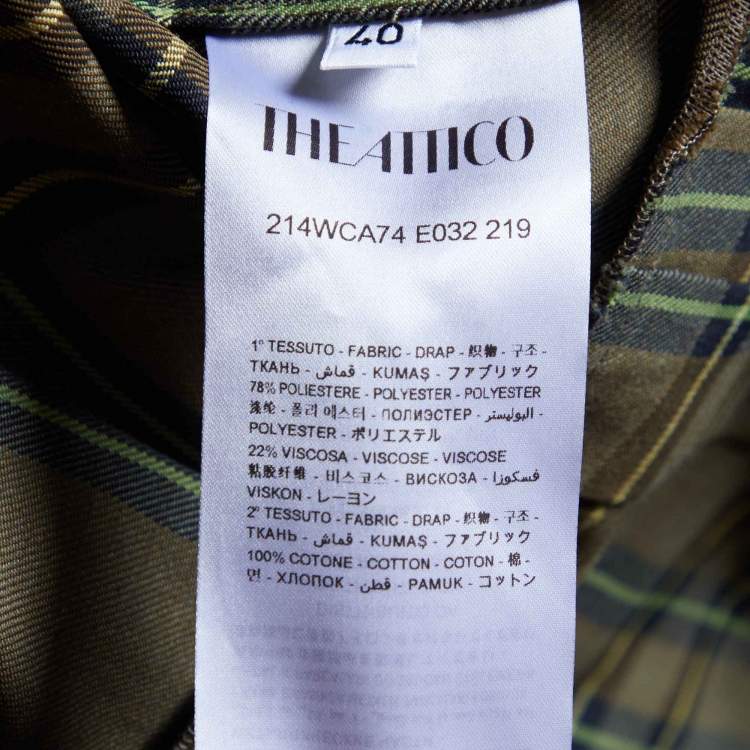 THE ATTICO
214WCA74 E032 219
1° TESSUTO - FABRIC - DRAP - 织物 - 구조 -
ТКАНЬ - قماش - KUMAŞ - ファブリック
78% POLIESTERE - POLYESTER - POLYESTER
涤纶 - 폴리 에스터 - ПОЛИЭСТЕР - البوليستر -
POLYESTER - ポリエステル
22% VISCOSA - VISCOSE - VISCOSE
粘胶纤维 - 비스코스 - ВИСКОЗА - فسكوزا
VISKON - レーヨン
2° TESSUTO - FABRIC - DRAP - 织物 - 구조 -
ТКАНЬ - قماش - KUMAŞ - ファブリック
100% COTONE - COTTON - COTON - 棉 -
면 - ХЛОПОК - قطن - PAMUK - コットン